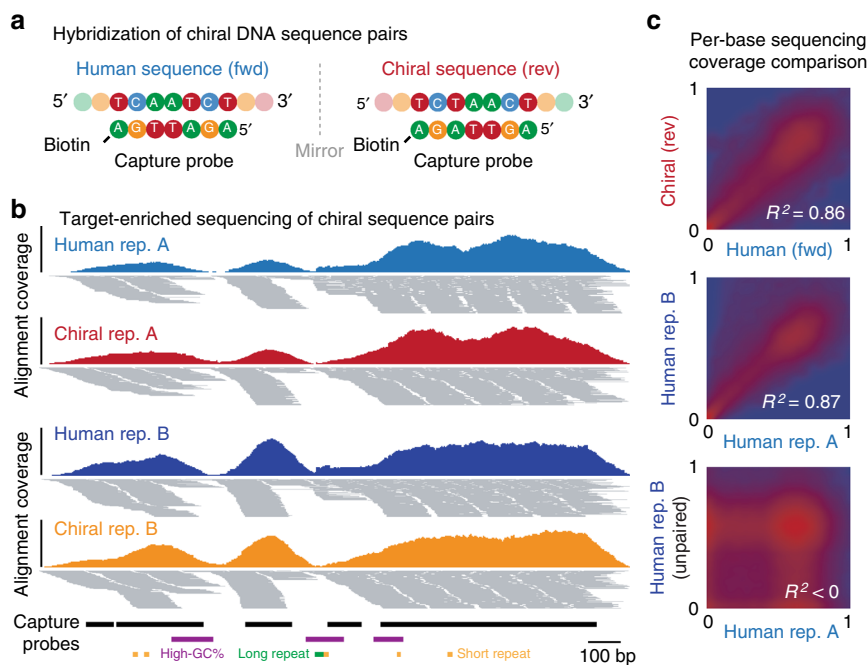 a
Hybridization of chiral DNA sequence pairs
Human sequence (fwd)
5′ T C A A T C T 3′
A G T T A G A 5′
Biotin
Capture probe
Mirror
Chiral sequence (rev)
5′ T C T A A C T 3′
A G A T T G A 5′
Biotin
Capture probe
b
Target-enriched sequencing of chiral sequence pairs
Alignment coverage
Human rep. A
Chiral rep. A
Alignment coverage
Human rep. B
Chiral rep. B
Capture
probes
High-GC%
Long repeat
Short repeat
100 bp
c
Per-base sequencing
coverage comparison
1
Chiral (rev)
R² = 0.86
0
0
1
Human (fwd)
1
Human rep. B
R² = 0.87
0
0
1
Human rep. A
1
Human rep. B
(unpaired)
R² < 0
0
0
1
Human rep. A